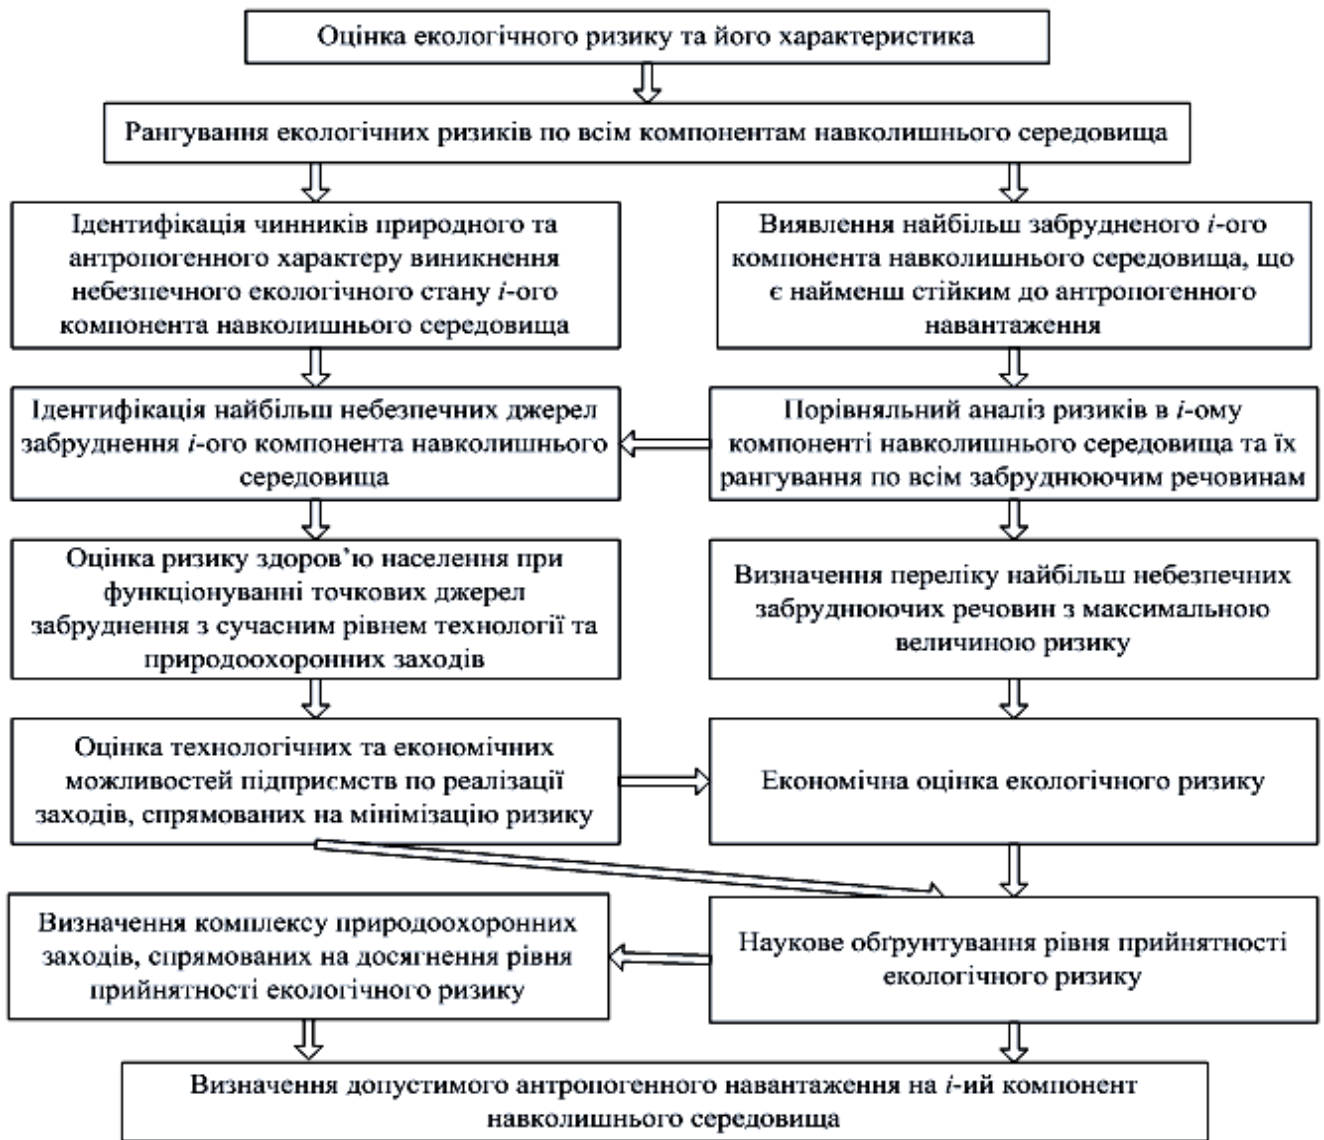 Оцінка екологічного ризику та його характеристика
Рангування екологічних ризиків по всім компонентам навколишнього середовища
Ідентифікація чинників природного та
антропогенного характеру виникнення
небезпечного екологічного стану і-ого
компонента навколишнього середовища
Виявлення найбільш забрудненого і-ого
компонента навколишнього середовища, що
є найменш стійким до антропогенного
навантаження
Ідентифікація найбільш небезпечних джерел
забруднення і-ого компонента навколишнього
середовища
Порівняльний аналіз ризиків в і-ому
компоненті навколишнього середовища та їх
рангування по всім забруднюючим речовинам
Оцінка ризику здоров’ю населення при
функціонуванні точкових джерел
забруднення з сучасним рівнем технології та
природоохоронних заходів
Визначення переліку найбільш небезпечних
забруднюючих речовин з максимальною
величиною ризику
Оцінка технологічних та економічних
можливостей підприємств по реалізації
заходів, спрямованих на мінімізацію ризику
Економічна оцінка екологічного ризику
Визначення комплексу природоохоронних
заходів, спрямованих на досягнення рівня
прийнятності екологічного ризику
Наукове обґрунтування рівня прийнятності
екологічного ризику
Визначення допустимого антропогенного навантаження на і-ий компонент
навколишнього середовища